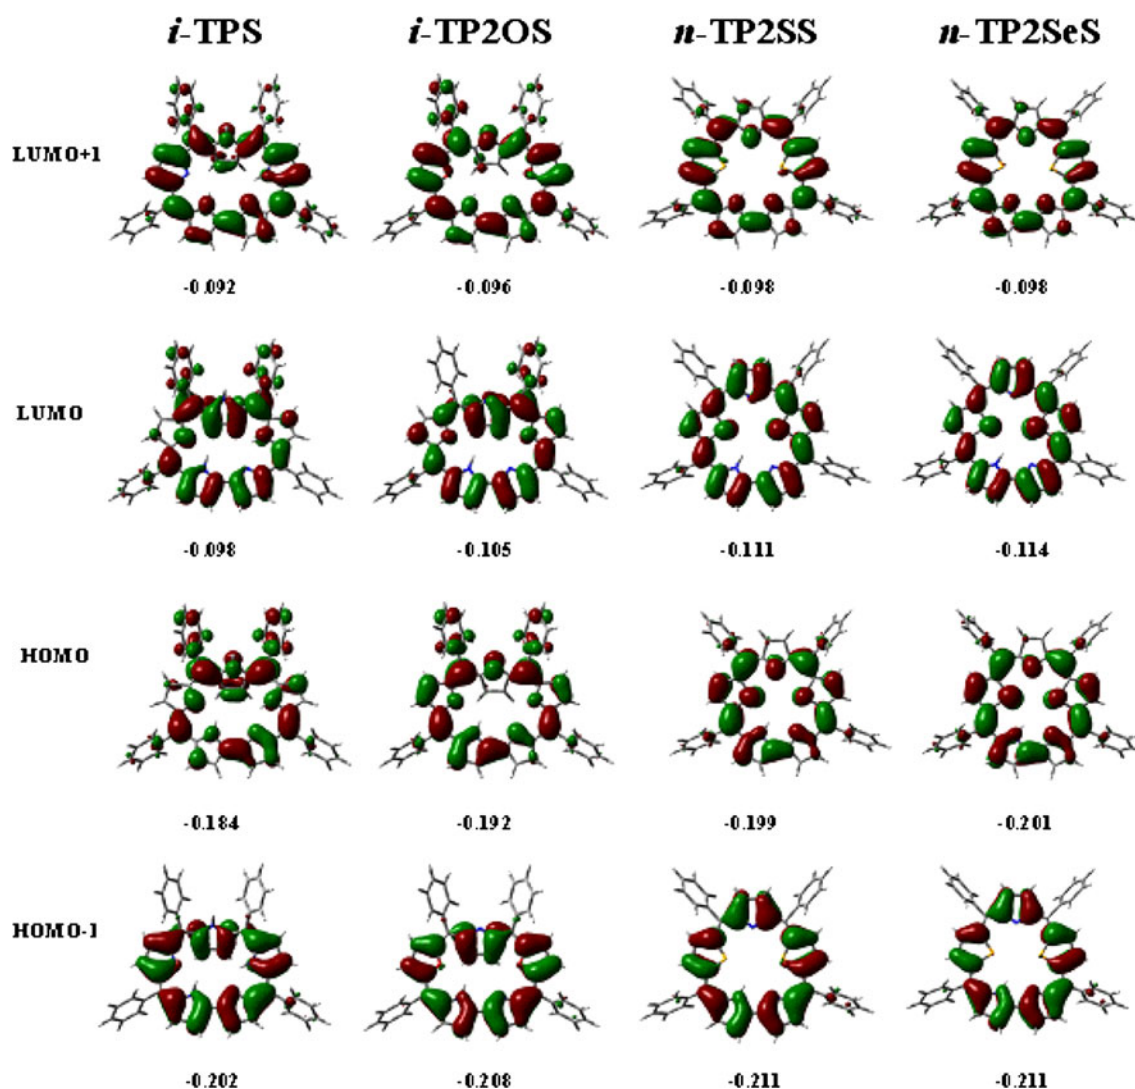 i-TPS i-TP2OS n-TP2SS n-TP2SeS
LUMO+1
-0.092 -0.096 -0.098 -0.098
LUMO
-0.098 -0.105 -0.111 -0.114
HOMO
-0.184 -0.192 -0.199 -0.201
HOMO-1
-0.202 -0.208 -0.211 -0.211